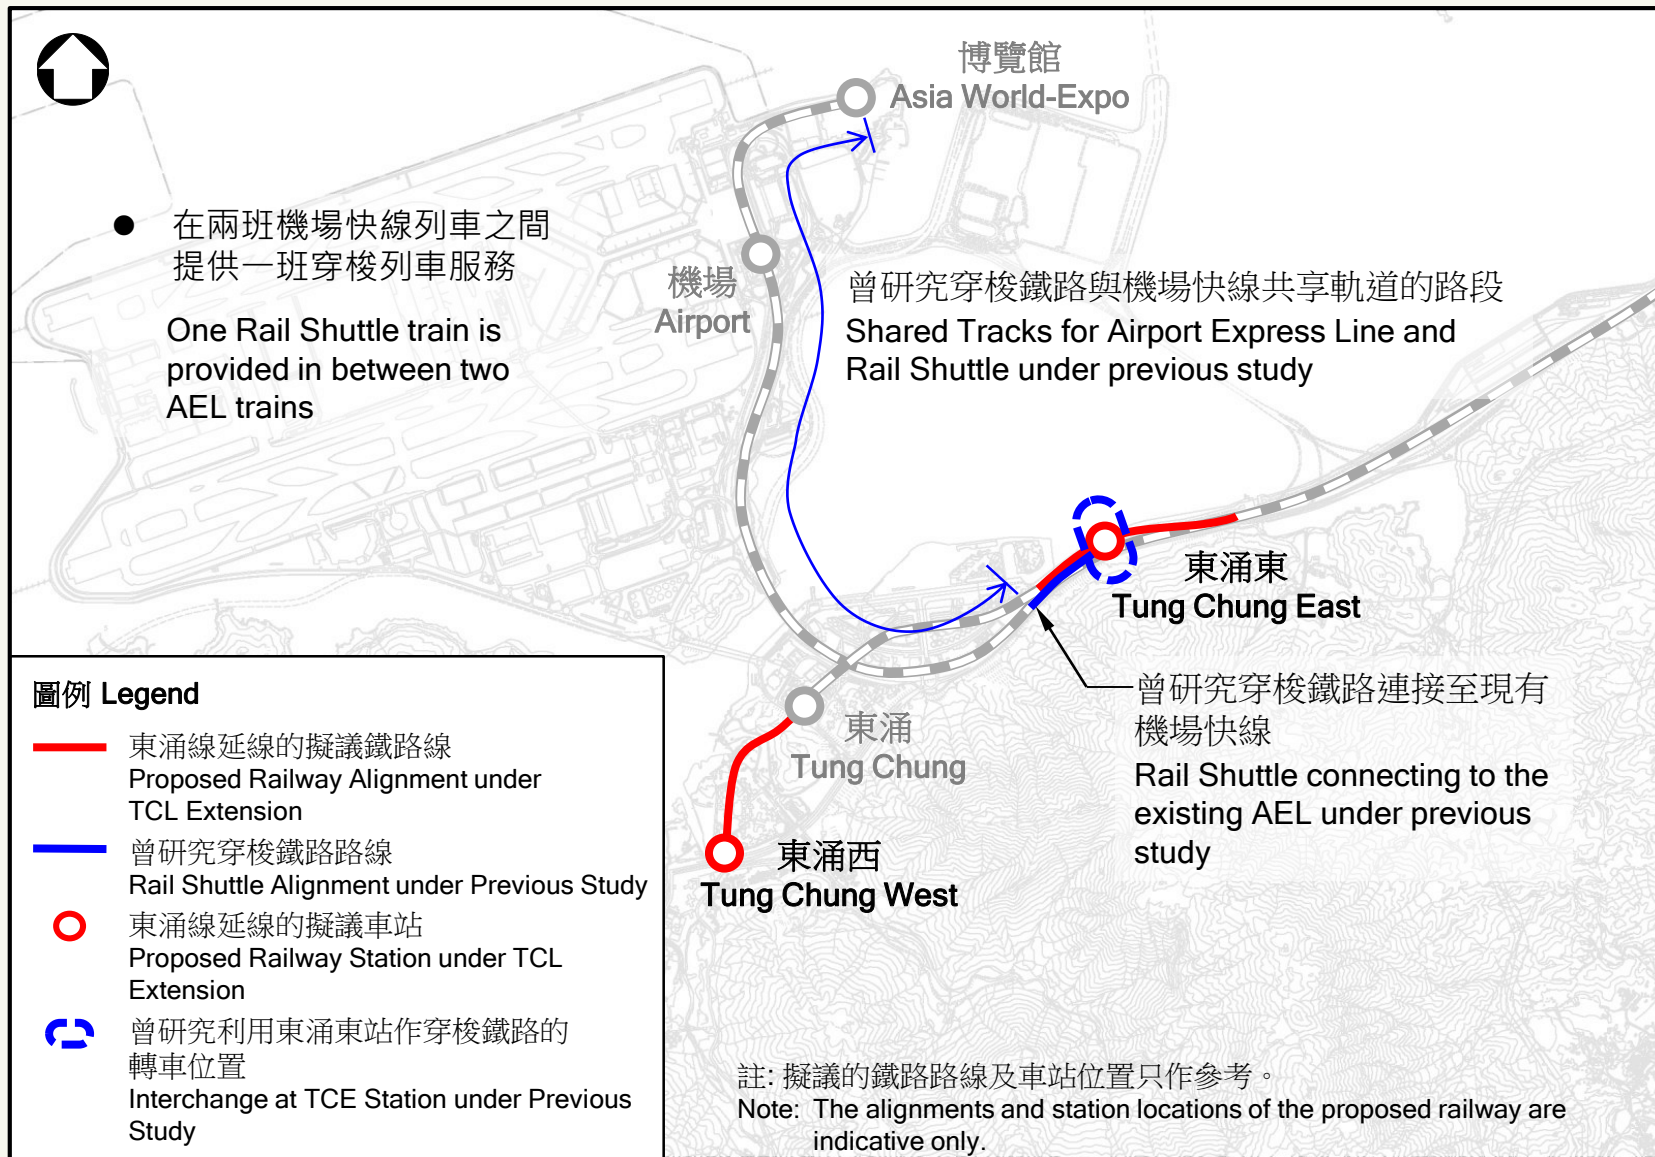 博覽館
Asia World-Expo
● 在兩班機場快線列車之間
提供一班穿梭列車服務
One Rail Shuttle train is
provided in between two
AEL trains
機場
Airport
曾研究穿梭鐵路與機場快線共享軌道的路段
Shared Tracks for Airport Express Line and
Rail Shuttle under previous study
東涌東
Tung Chung East
曾研究穿梭鐵路連接至現有
機場快線
Rail Shuttle connecting to the
existing AEL under previous
study
東涌
Tung Chung
東涌西
Tung Chung West
圖例 Legend
東涌線延線的擬議鐵路線
Proposed Railway Alignment under
TCL Extension
曾研究穿梭鐵路路線
Rail Shuttle Alignment under Previous Study
東涌線延線的擬議車站
Proposed Railway Station under TCL
Extension
曾研究利用東涌東站作穿梭鐵路的
轉車位置
Interchange at TCE Station under Previous
Study
註: 擬議的鐵路路線及車站位置只作參考。
Note: The alignments and station locations of the proposed railway are
indicative only.